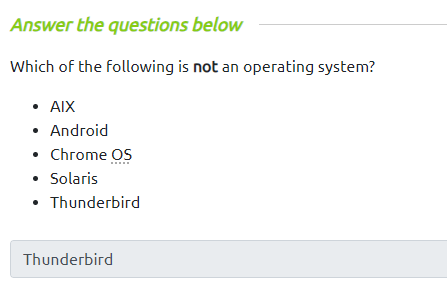 Answer the questions below
Which of the following is not an operating system?
• AIX
• Android
• Chrome OS
• Solaris
• Thunderbird
Thunderbird